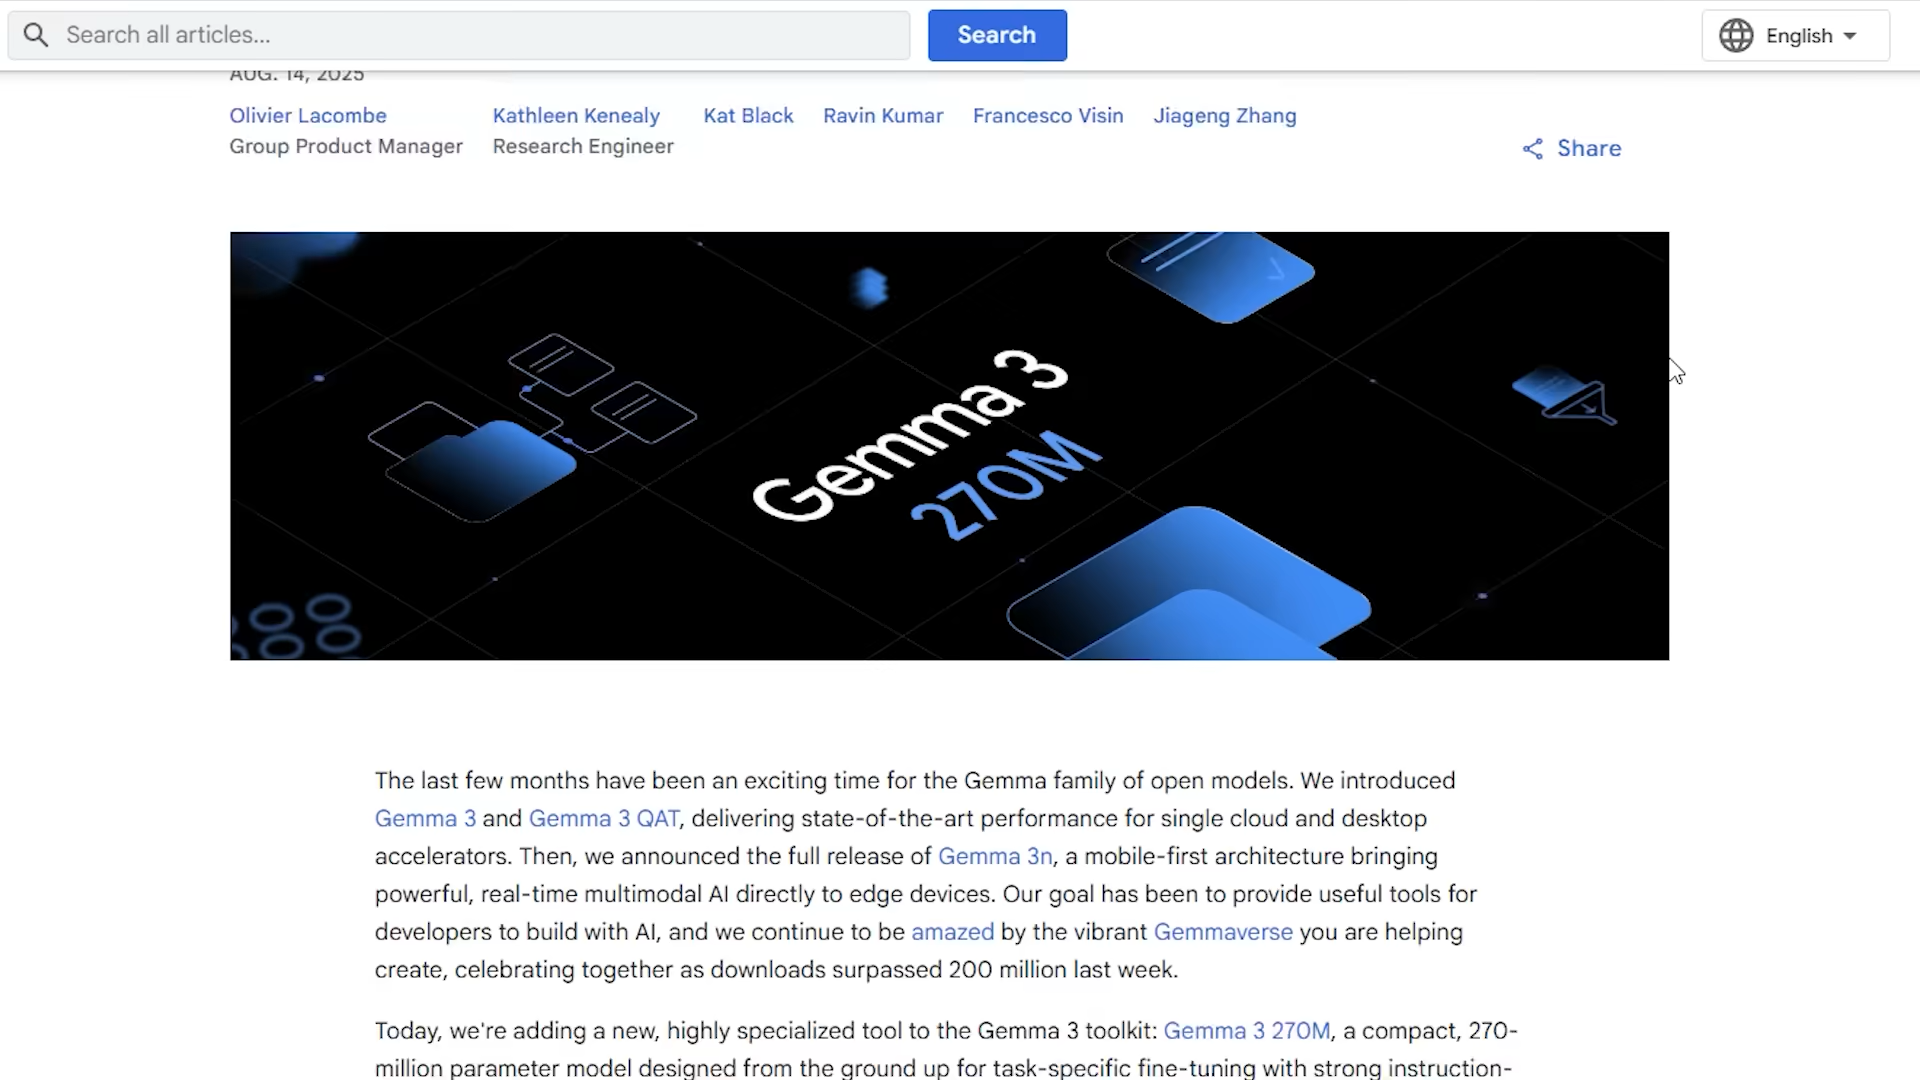 Search all articles...
Search
English
AUG. 14, 2025
Olivier Lacombe
Group Product Manager
Kathleen Kenealy
Research Engineer
Kat Black
Ravin Kumar
Francesco Visin
Jiageng Zhang
Share
Gemma 3
270M
The last few months have been an exciting time for the Gemma family of open models. We introduced
Gemma 3 and Gemma 3 QAT, delivering state-of-the-art performance for single cloud and desktop
accelerators. Then, we announced the full release of Gemma 3n, a mobile-first architecture bringing
powerful, real-time multimodal AI directly to edge devices. Our goal has been to provide useful tools for
developers to build with AI, and we continue to be amazed by the vibrant Gemmaverse you are helping
create, celebrating together as downloads surpassed 200 million last week.
Today, we're adding a new, highly specialized tool to the Gemma 3 toolkit: Gemma 3 270M, a compact, 270-
million parameter model designed from the ground up for task-specific fine-tuning with strong instruction-